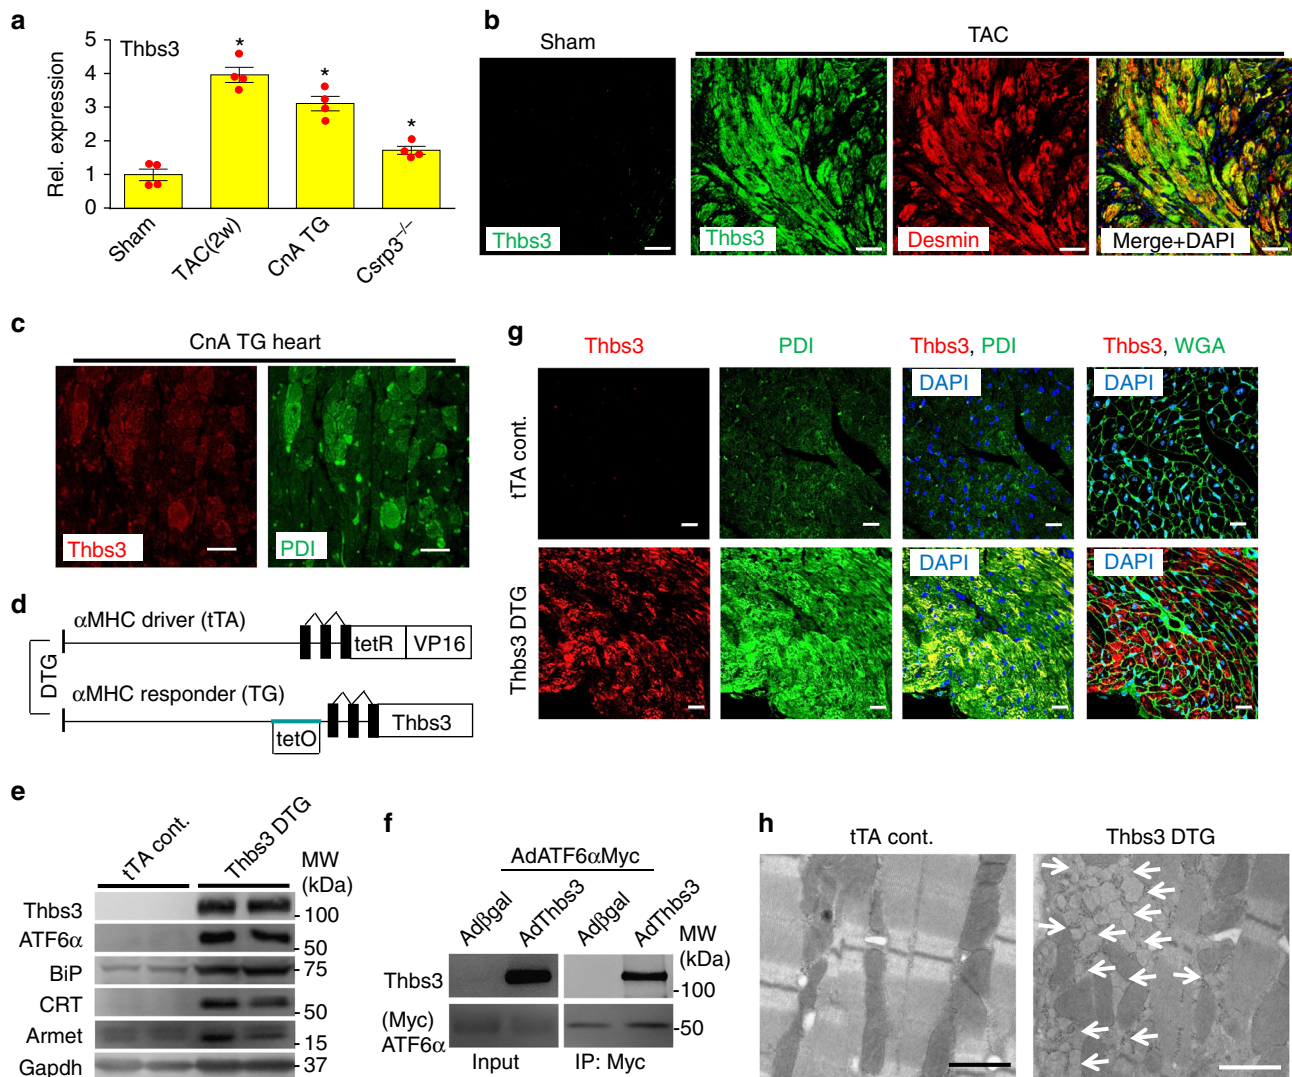 a
Thbs3
Rel. expression
5
4
3
2
1
0
*
*
*
Sham
TAC(2w)
CnA TG
Csrp3⁻/⁻
b
Sham
TAC
Thbs3
Thbs3
Desmin
Merge+DAPI
c
CnA TG heart
Thbs3
PDI
d
DTG
αMHC driver (tTA)
tetR
VP16
αMHC responder (TG)
tetO
Thbs3
e
tTA cont.
Thbs3 DTG
MW
(kDa)
Thbs3
100
ATF6α
50
BiP
75
CRT
50
Armet
15
Gapdh
37
f
AdATF6αMyc
Adβgal
AdThbs3
Adβgal
AdThbs3
MW
(kDa)
Thbs3
-100
(Myc)
ATF6α
-50
Input
IP: Myc
g
Thbs3
PDI
Thbs3, PDI
Thbs3, WGA
tTA cont.
DAPI
DAPI
Thbs3 DTG
DAPI
DAPI
h
tTA cont.
Thbs3 DTG